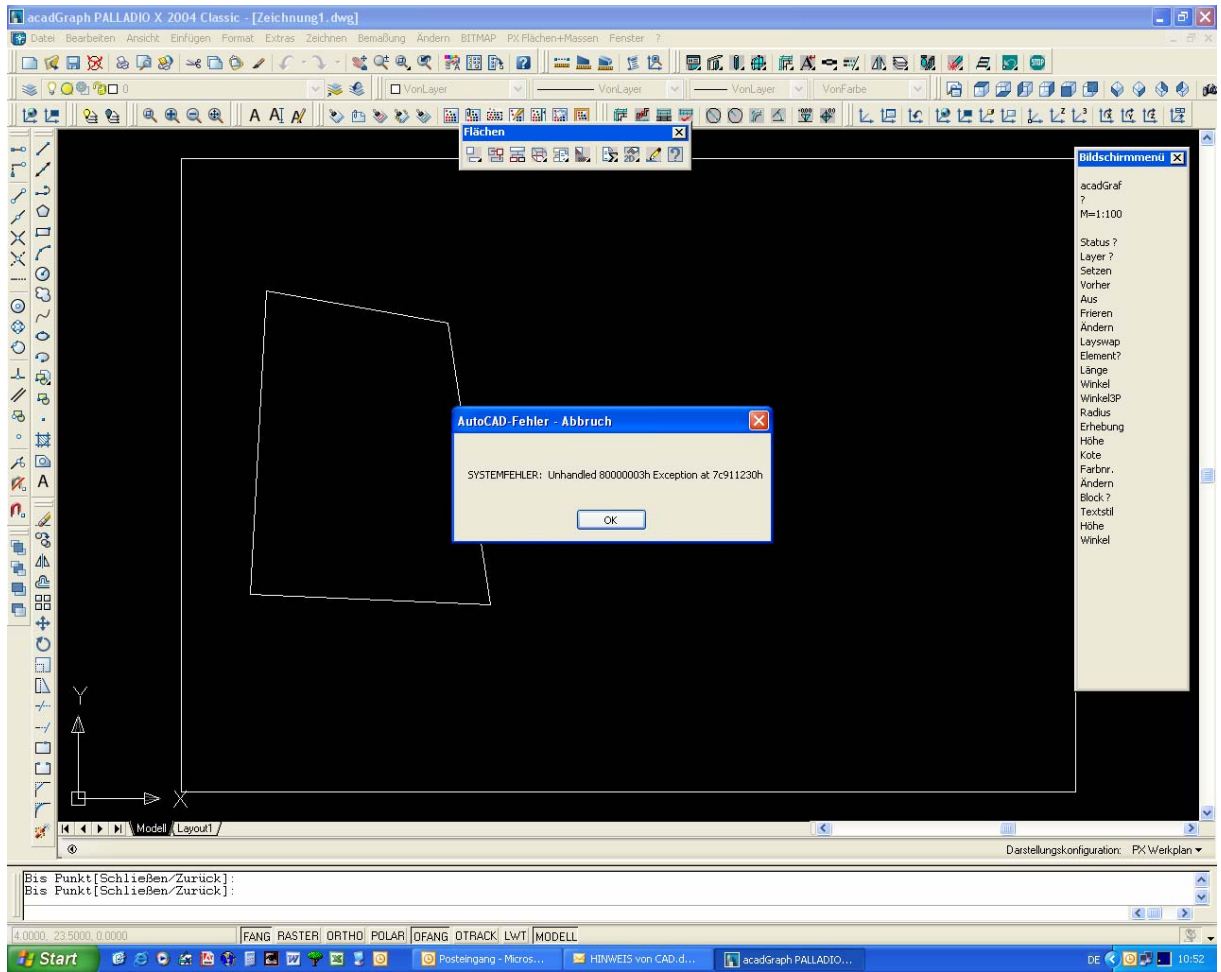 acadGraph PALLADIO X 2004 Classic - [Zeichnung1.dwg]
Datei Bearbeiten Ansicht Einfügen Format Extras Zeichnen Bemaßung Ändern BITMAP PX Flächen+Massen Fenster ?
0 VonLayer VonLayer VonLayer VonFarbe
Flächen
Bildschirmmenü
acadGraf
?
M=1:100
Status ?
Layer ?
Setzen
Vorher
Aus
Frieren
Ändern
Layswap
Element?
Länge
Winkel
Winkel3P
Radius
Erhebung
Höhe
Kote
Farbnr.
Ändern
Block ?
Textstil
Höhe
Winkel
AutoCAD-Fehler - Abbruch
SYSTEMFEHLER: Unhandled 80000003h Exception at 7c911230h
OK
Y
X
Modell Layout1
Darstellungskonfiguration: PX Werkplan
Bis Punkt[Schließen/Zurück]:
Bis Punkt[Schließen/Zurück]:
4.0000, 23.5000, 0.0000 FANG RASTER ORTHO POLAR OFANG OTRACK LWT MODELL
Start Posteingang - Micros... HINWEIS von CAD.d... acadGraph PALLADIO... DE 10:52